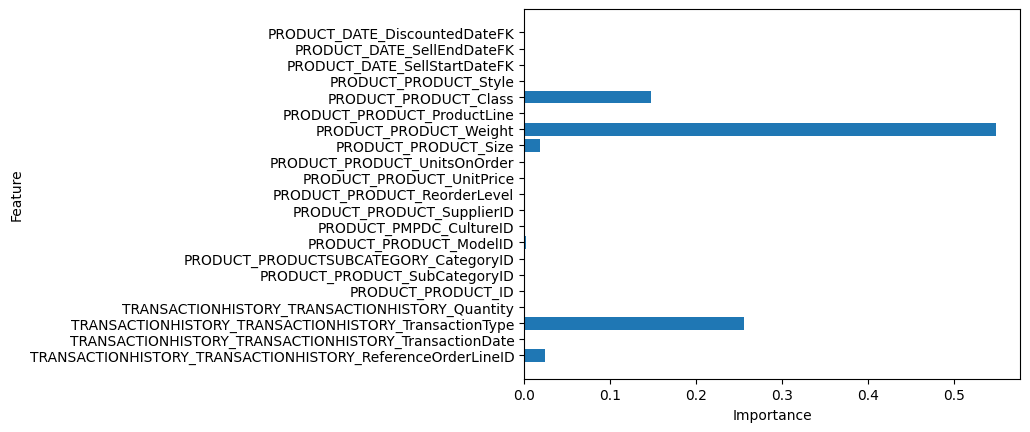 Feature
PRODUCT_DATE_DiscountedDateFK
PRODUCT_DATE_SellEndDateFK
PRODUCT_DATE_SellStartDateFK
PRODUCT_PRODUCT_Style
PRODUCT_PRODUCT_Class
PRODUCT_PRODUCT_ProductLine
PRODUCT_PRODUCT_Weight
PRODUCT_PRODUCT_Size
PRODUCT_PRODUCT_UnitsOnOrder
PRODUCT_PRODUCT_UnitPrice
PRODUCT_PRODUCT_ReorderLevel
PRODUCT_PRODUCT_SupplierID
PRODUCT_PMPDC_CultureID
PRODUCT_PRODUCT_ModelID
PRODUCT_PRODUCTSUBCATEGORY_CategoryID
PRODUCT_PRODUCT_SubCategoryID
PRODUCT_PRODUCT_ID
TRANSACTIONHISTORY_TRANSACTIONHISTORY_Quantity
TRANSACTIONHISTORY_TRANSACTIONHISTORY_TransactionType
TRANSACTIONHISTORY_TRANSACTIONHISTORY_TransactionDate
TRANSACTIONHISTORY_TRANSACTIONHISTORY_ReferenceOrderLineID
0.0 0.1 0.2 0.3 0.4 0.5
Importance